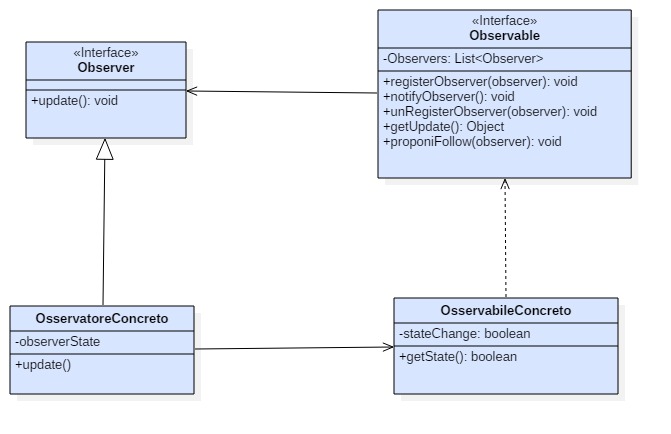 «Interface»
Observer
+update(): void
«Interface»
Observable
-Observers: List<Observer>
+registerObserver(observer): void
+notifyObserver(): void
+unRegisterObserver(observer): void
+getUpdate(): Object
+proponiFollow(observer): void
OsservatoreConcreto
-observerState
+update()
OsservabileConcreto
-stateChange: boolean
+getState(): boolean